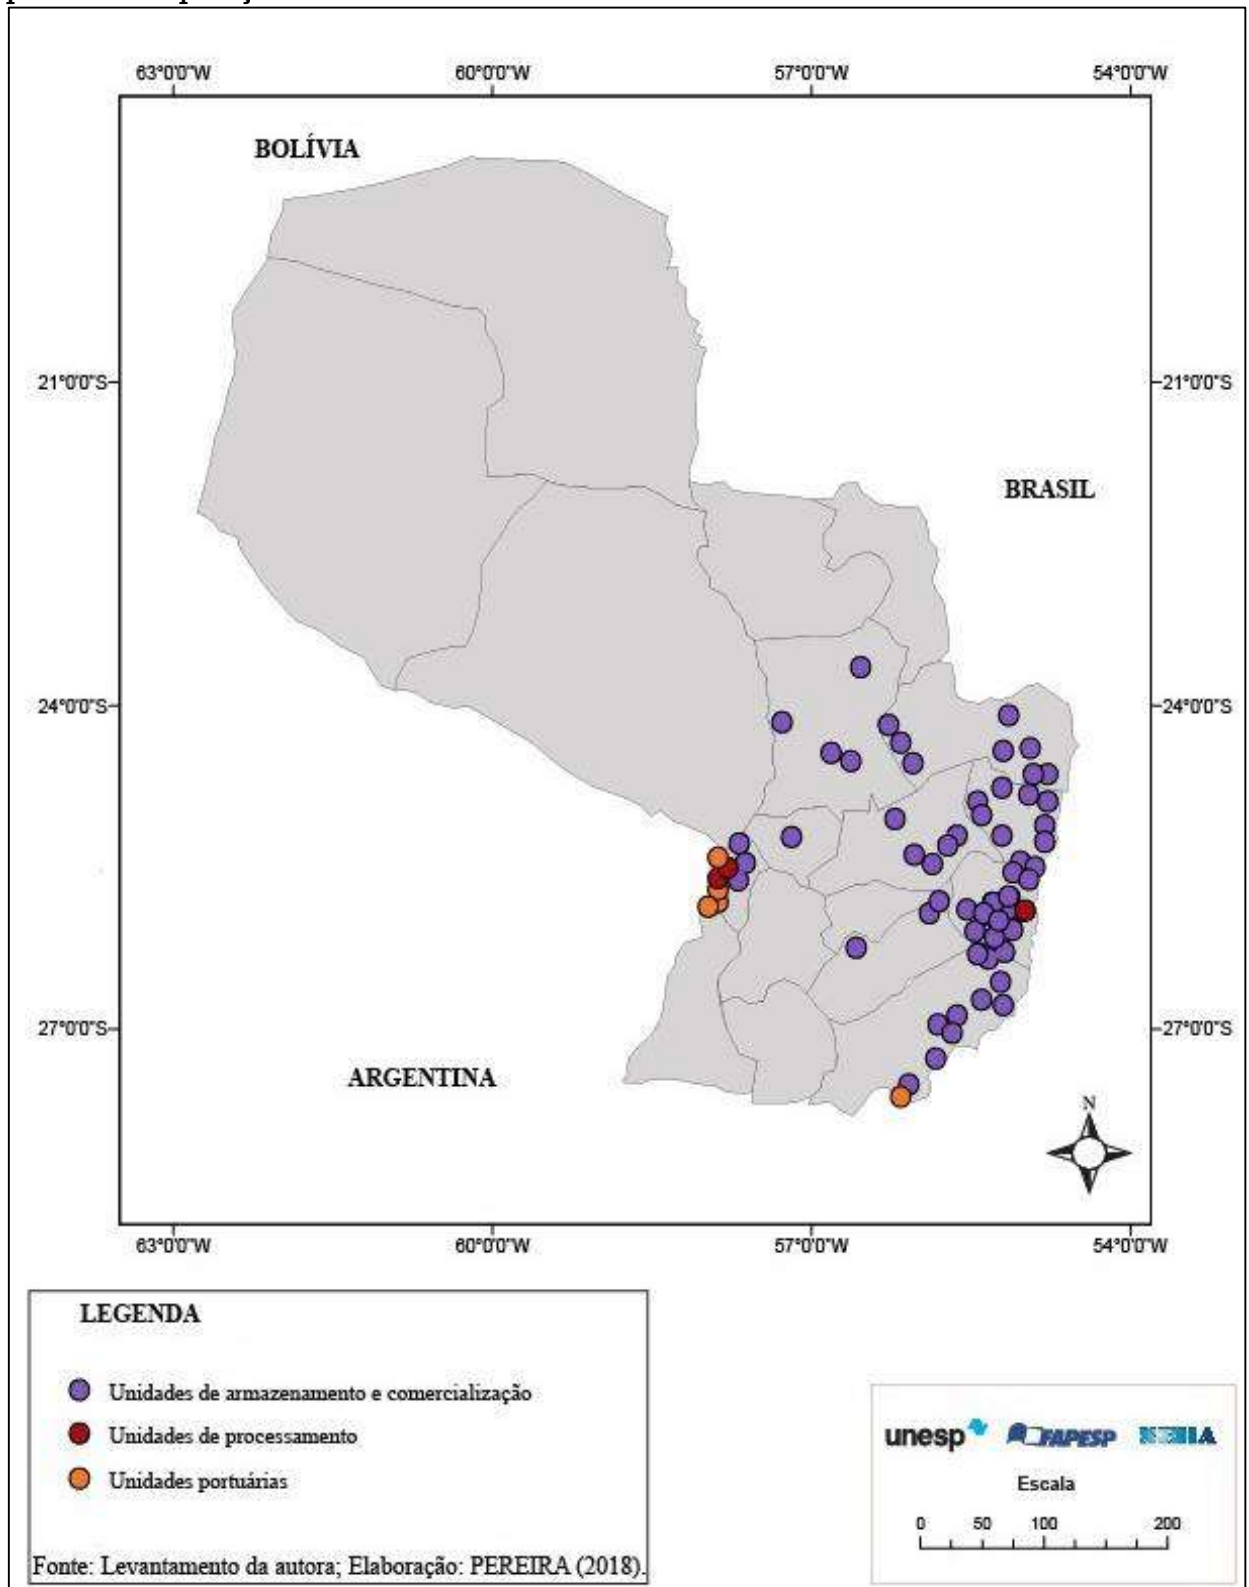 63°0'0"W 60°0'0"W 57°0'0"W 54°0'0"W
BOLÍVIA
21°0'0"S 21°0'0"S
BRASIL
24°0'0"S 24°0'0"S
27°0'0"S 27°0'0"S
ARGENTINA
N
63°0'0"W 60°0'0"W 57°0'0"W 54°0'0"W
LEGENDA
Unidades de armazenamento e comercialização
Unidades de processamento
Unidades portuárias
Fonte: Levantamento da autora; Elaboração: PEREIRA (2018).
unesp FAPESP
Escala
0 50 100 200